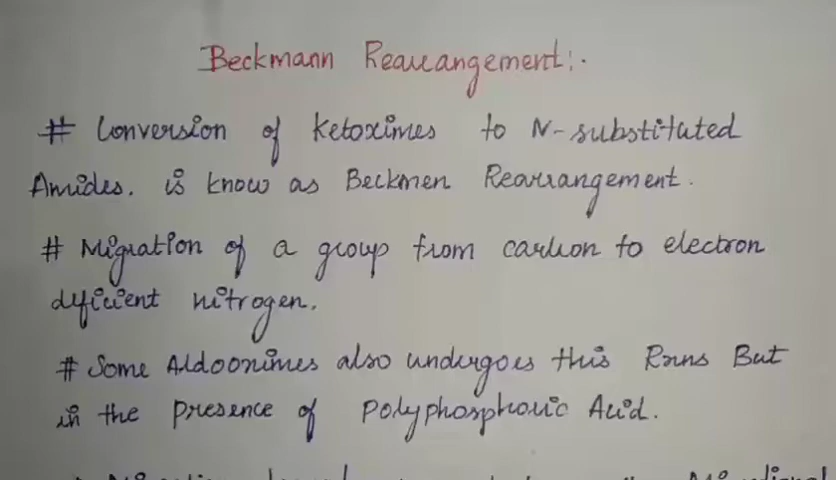 Beckmann Rearrangement:.
# Conversion of ketoximes to N-substituted
Amides. is know as Beckmen Rearrangement.
# Migration of a group from carbon to electron
deficient nitrogen.
# Some Aldooximes also undergoes this Rxns But
in the presence of Polyphosphoric Acid.